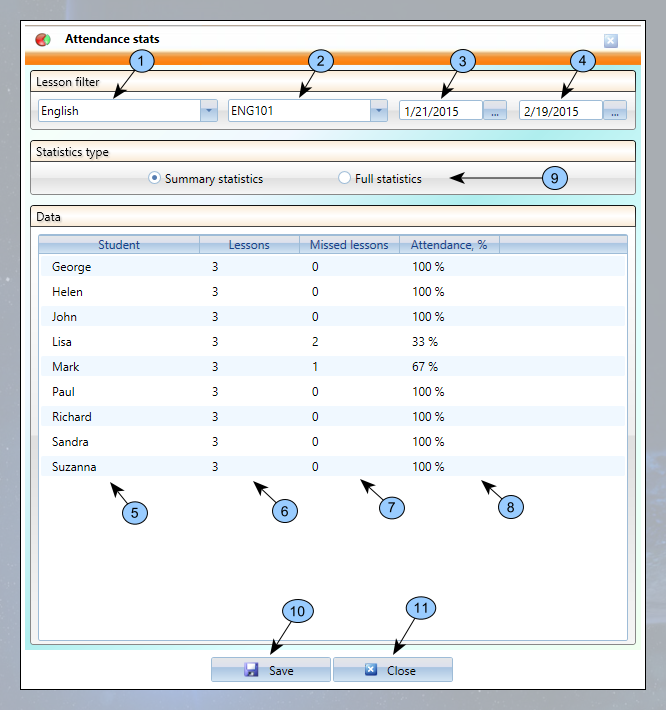 Attendance stats
1 2 3 4
Lesson filter
English ENG101 1/21/2015 ... 2/19/2015 ...
Statistics type
Summary statistics Full statistics 9
Data
Student Lessons Missed lessons Attendance, %
George 3 0 100 %
Helen 3 0 100 %
John 3 0 100 %
Lisa 3 2 33 %
Mark 3 1 67 %
Paul 3 0 100 %
Richard 3 0 100 %
Sandra 3 0 100 %
Suzanna 3 0 100 %
5 6 7 8
10 11
Save Close